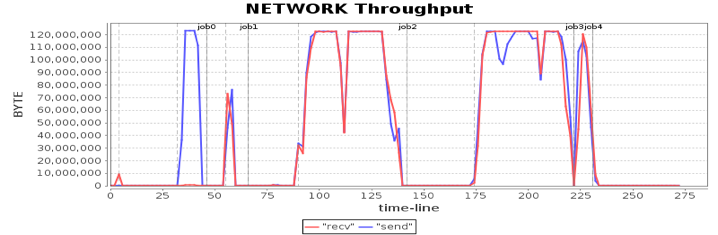 NETWORK Throughput
job0 job1 job2 job3 job4
120,000,000
110,000,000
100,000,000
90,000,000
80,000,000
70,000,000
60,000,000
50,000,000
40,000,000
30,000,000
20,000,000
10,000,000
0
BYTE
0 25 50 75 100 125 150 175 200 225 250 275
time-line
"recv" "send"